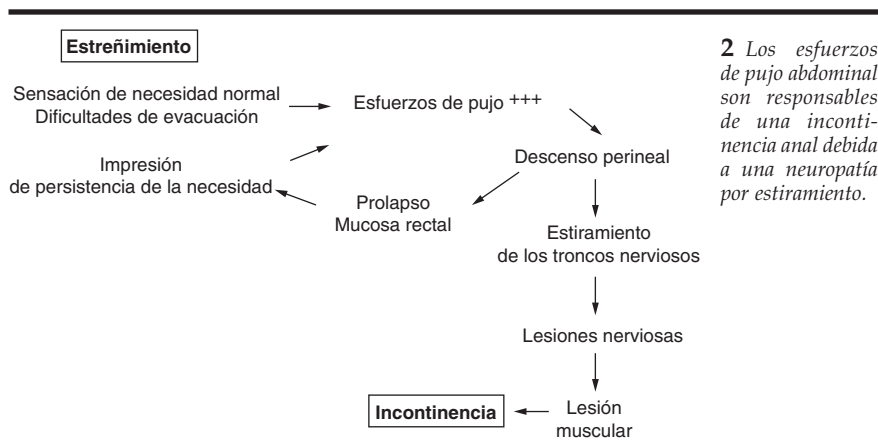 Estreñimiento
Sensación de necesidad normal
Dificultades de evacuación
Esfuerzos de pujo +++
Impresión
de persistencia de la necesidad
Descenso perineal
Prolapso
Mucosa rectal
Estiramiento
de los troncos nerviosos
Lesiones nerviosas
Incontinencia
Lesión
muscular
2 Los esfuerzos
de pujo abdominal
son responsables
de una inconti-
nencia anal debida
a una neuropatía
por estiramiento.